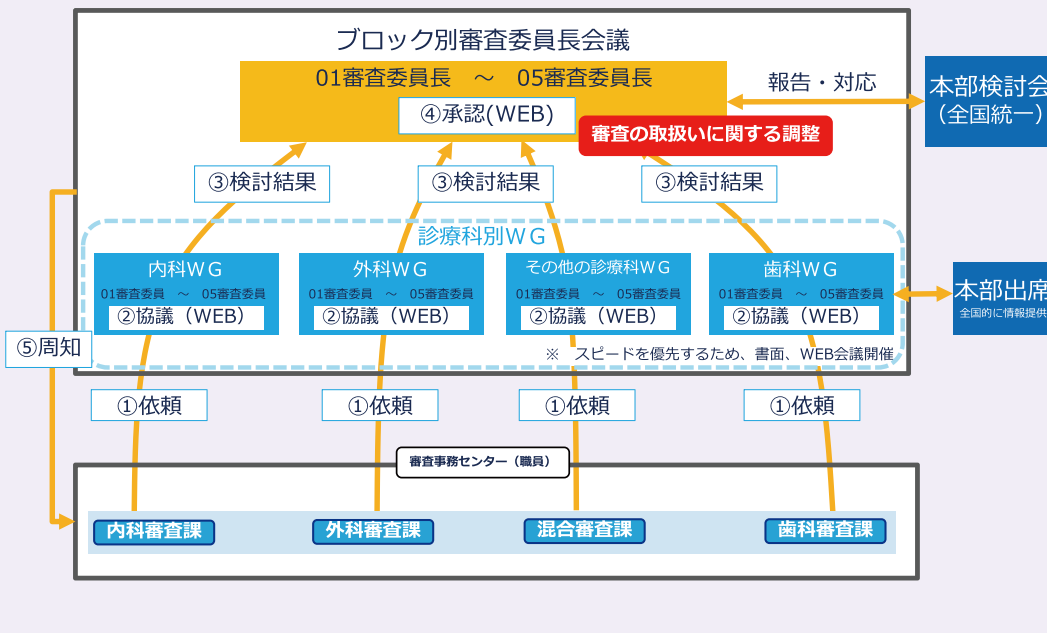 ブロック別審査委員長会議
01審査委員長　～　05審査委員長
④承認(WEB)
審査の取扱いに関する調整
報告・対応
本部検討会
（全国統一）
③検討結果
③検討結果
③検討結果
診療科別ＷＧ
内科ＷＧ
01審査委員　～　05審査委員
②協議（WEB）
外科ＷＧ
01審査委員　～　05審査委員
②協議（WEB）
その他の診療科ＷＧ
01審査委員　～　05審査委員
②協議（WEB）
歯科ＷＧ
01審査委員　～　05審査委員
②協議（WEB）
本部出席
全国的に情報提供
※　スピードを優先するため、書面、WEB会議開催
⑤周知
①依頼
①依頼
①依頼
①依頼
審査事務センター（職員）
内科審査課
外科審査課
混合審査課
歯科審査課